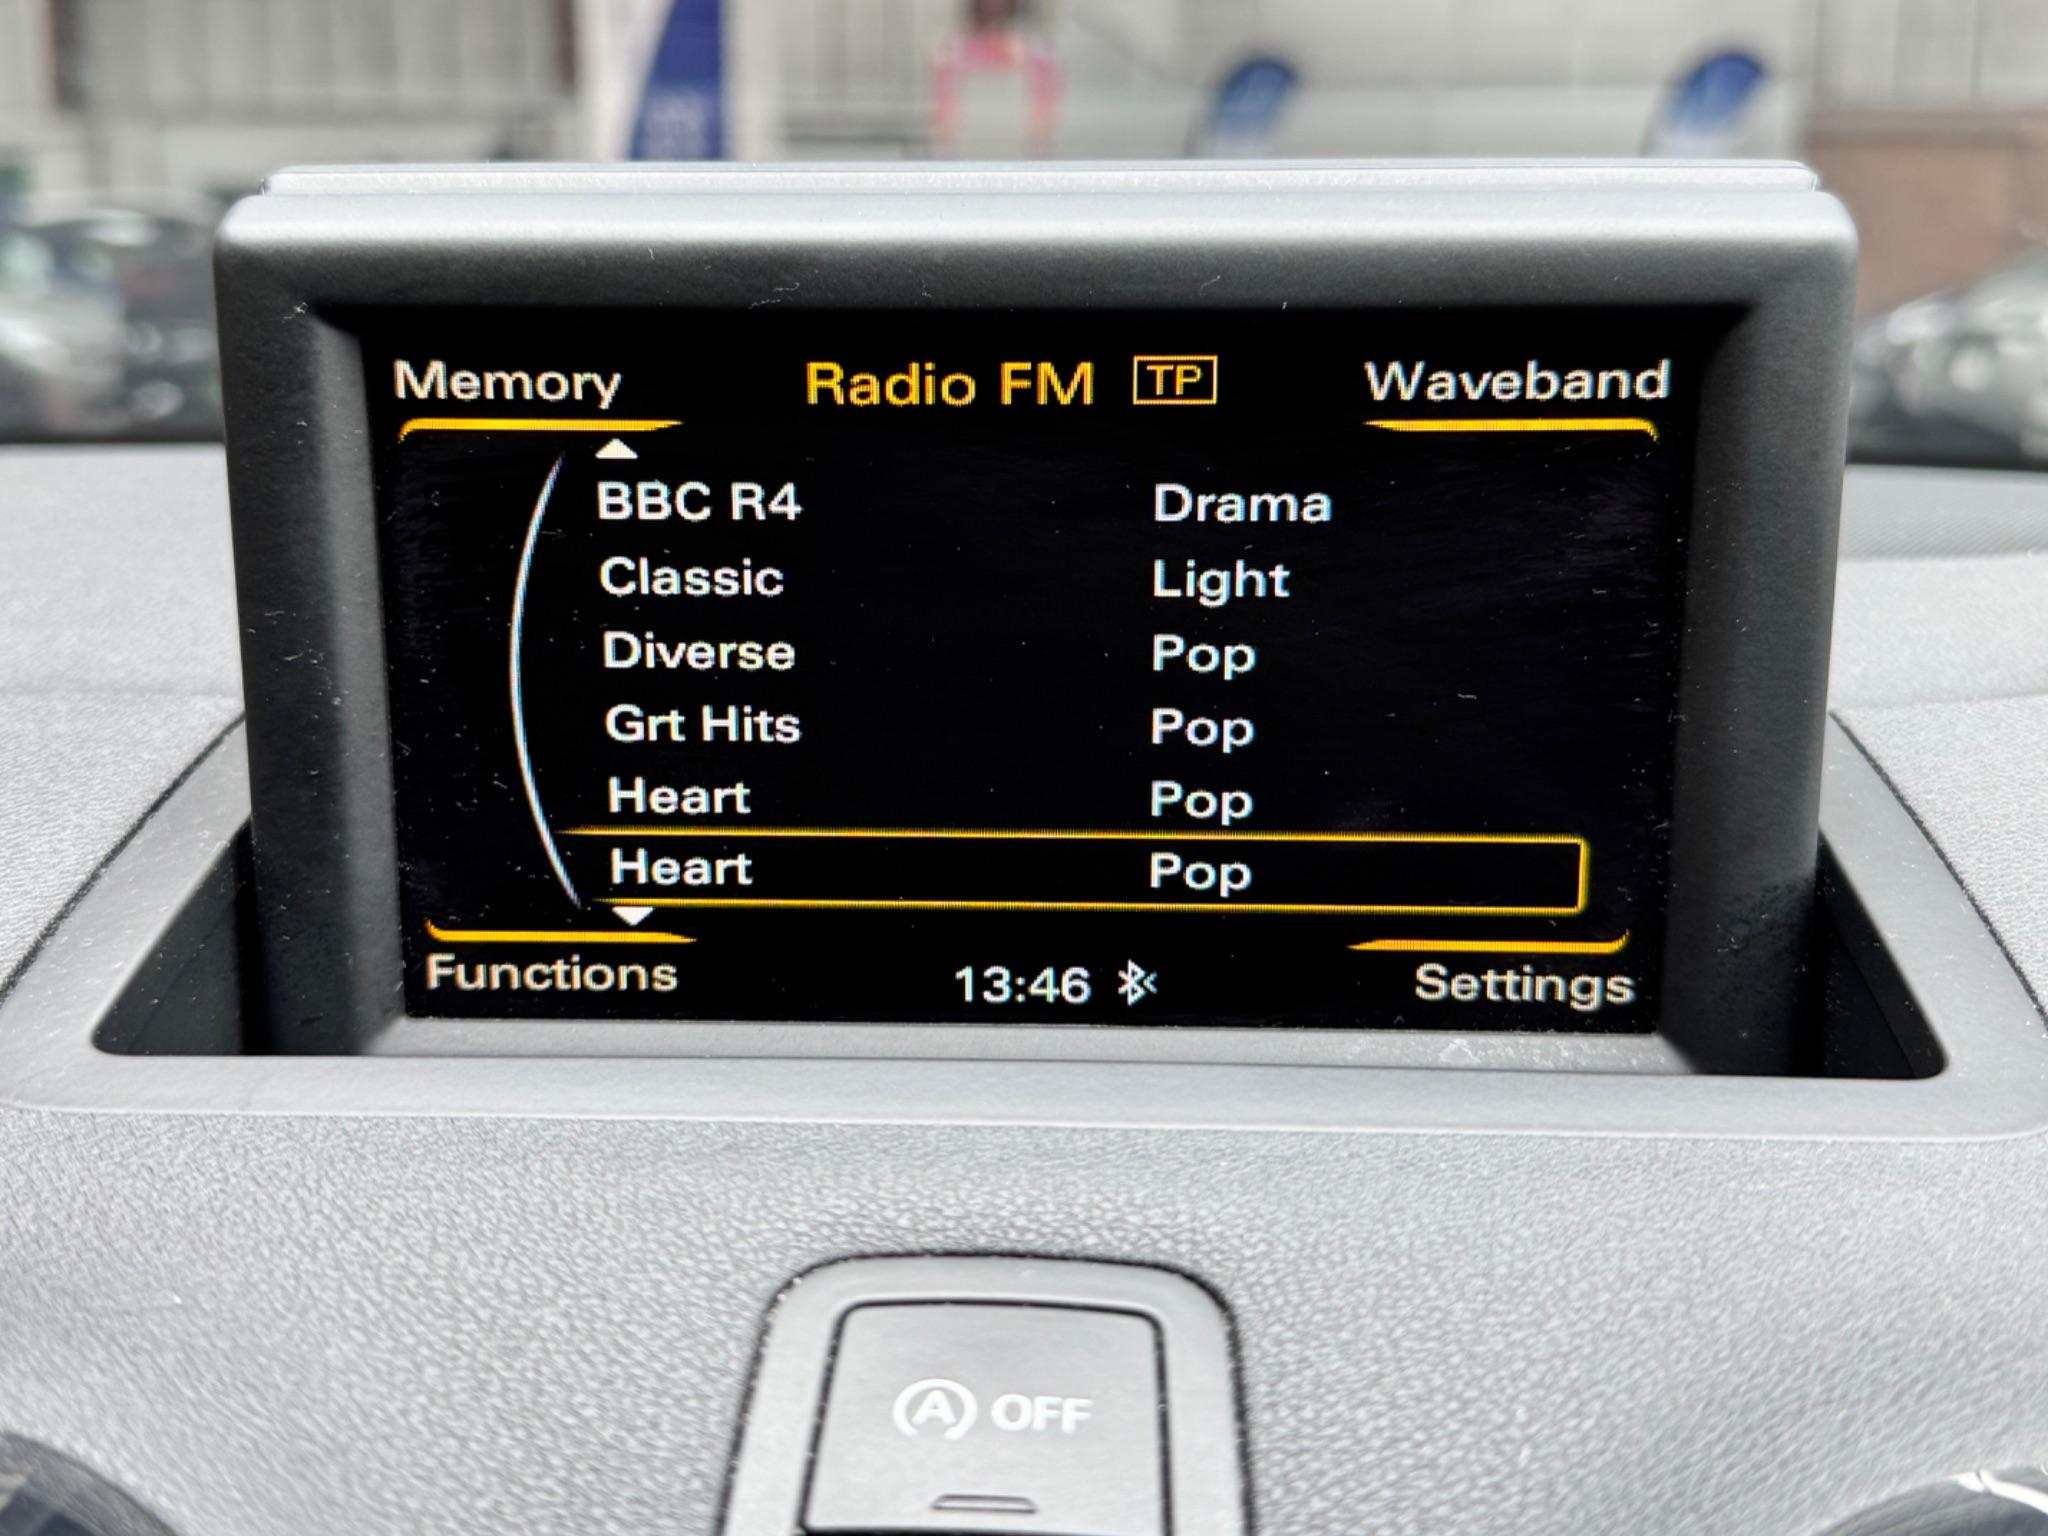 Memory Radio FM TP Waveband
BBC R4 Drama
Classic Light
Diverse Pop
Grt Hits Pop
Heart Pop
Heart Pop
Functions 13:46 Settings
A OFF